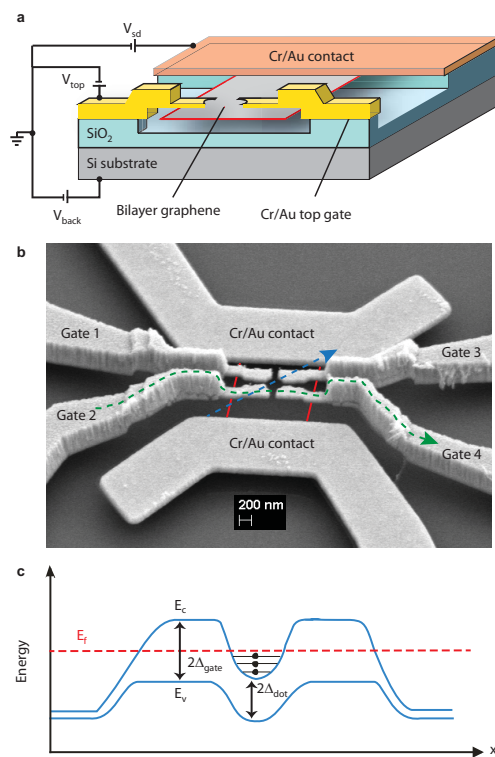 a
V_sd
Cr/Au contact
V_top
SiO₂
Si substrate
V_back
Bilayer graphene
Cr/Au top gate
b
Gate 1
Cr/Au contact
Gate 3
Gate 2
Cr/Au contact
Gate 4
200 nm
c
E_c
E_f
2Δ_gate
2Δ_dot
E_v
Energy
x